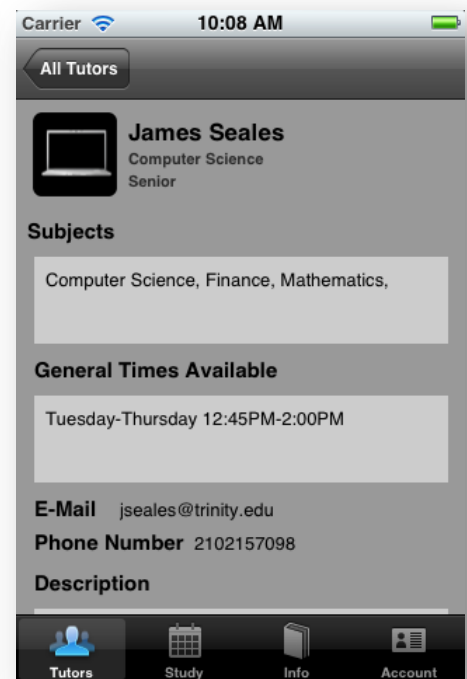 Carrier 10:08 AM
All Tutors
James Seales
Computer Science
Senior
Subjects
Computer Science, Finance, Mathematics,
General Times Available
Tuesday-Thursday 12:45PM-2:00PM
E-Mail jseales@trinity.edu
Phone Number 2102157098
Description
Tutors Study Info Account